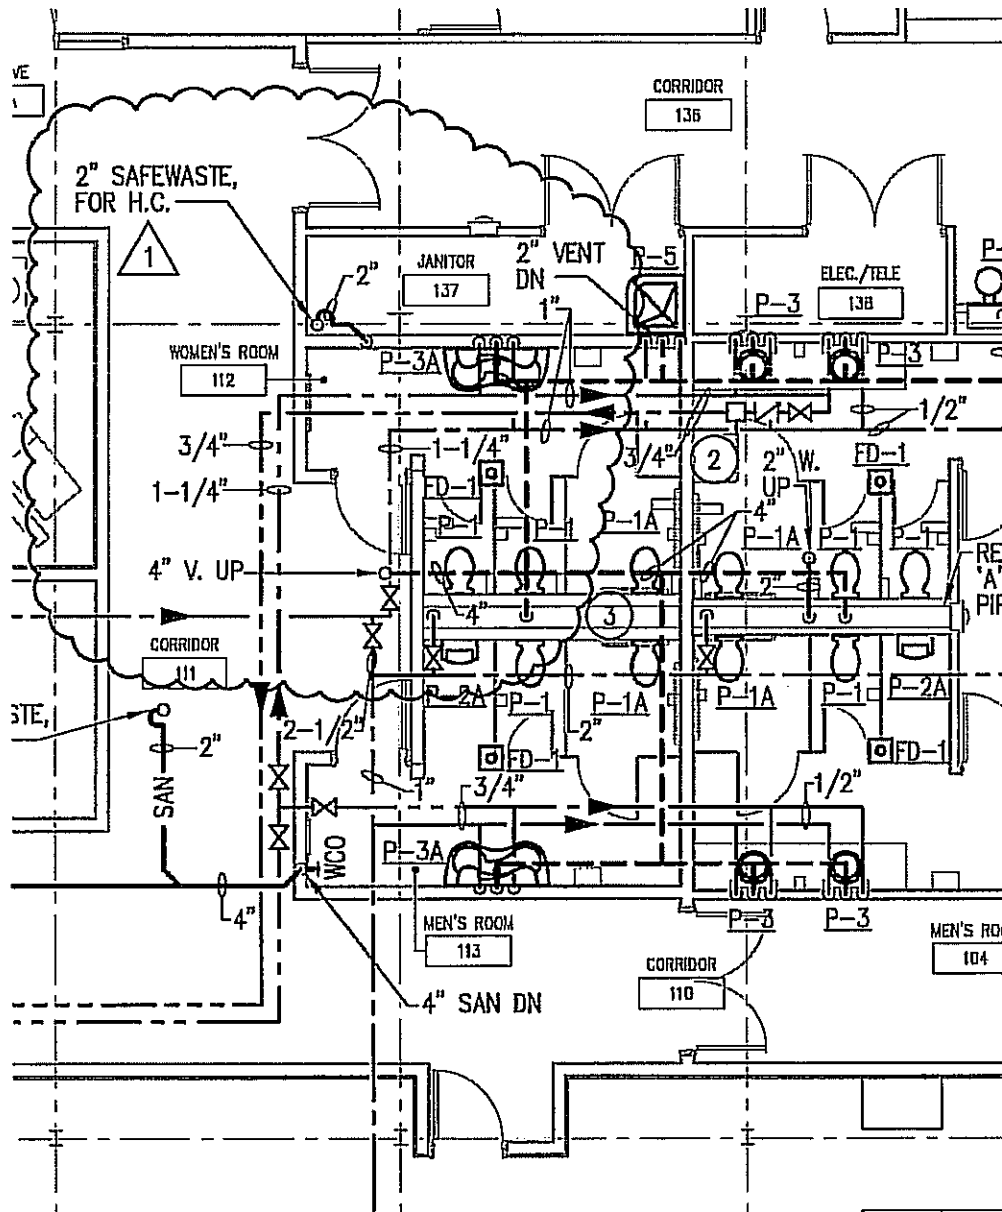 VE
CORRIDOR
136
2" SAFEWASTE,
FOR H.C.
1
2" VENT
DN
P-5
P-
JANITOR
137
2"
ELEC./TELE
138
1"
P-3
WOMEN'S ROOM
112
P-3A
P-3
3/4"
1-1/4"
1-1/4"
3/4"
2
2" W.
UP
1/2"
FD-1
FD-1
P-1
P-1
P-1A
4"
P-1A
P-1
P-1
RE
'A'
PIP
4" V. UP
4"
2"
3
CORRIDOR
111
STE,
P-2A
P-1
P-1A
P-1A
P-1
P-2A
2-1/2"
2"
2"
FD-1
FD-1
SAN
1"
3/4"
1/2"
WCO
P-3A
4"
P-3
P-3
MEN'S ROOM
113
MEN'S ROO
104
CORRIDOR
110
4" SAN DN